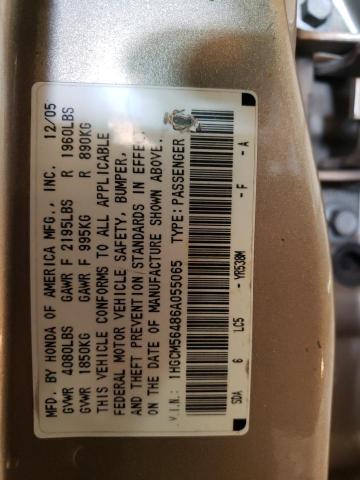 MFD. BY HONDA OF AMERICA MFG., INC. 12/05
GVWR 4080LBS GAWR F 2195LBS R 1960LBS
GVWR 1850KG GAWR F 995KG R 890KG
THIS VEHICLE CONFORMS TO ALL APPLICABLE
FEDERAL MOTOR VEHICLE SAFETY, BUMPER,
AND THEFT PREVENTION STANDARDS IN EFFECT
ON THE DATE OF MANUFACTURE SHOWN ABOVE.
V.I.N.: 1HGCM56486A055065 TYPE: PASSENGER
SDA 6 LC5 - YR538M - F - A